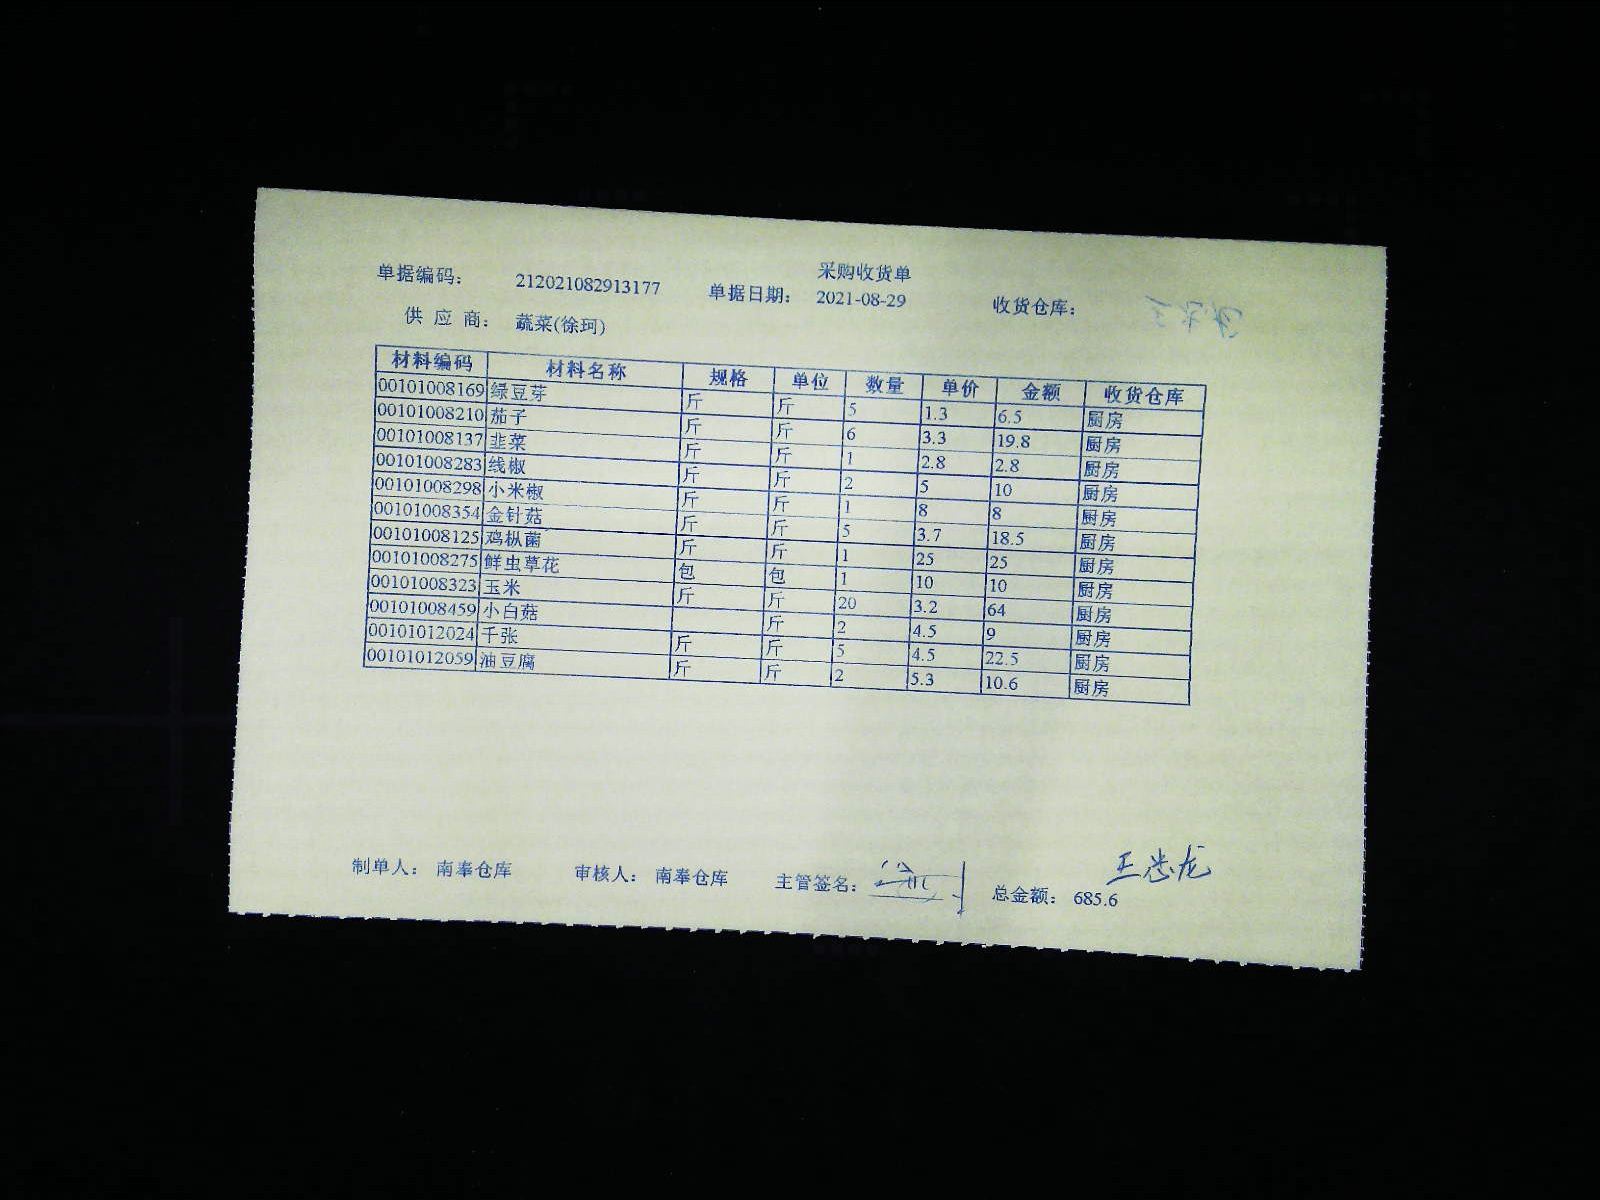 采购收货单
单据编码： 212021082913177 单据日期： 2021-08-29 收货仓库：
供 应 商： 蔬菜(徐珂)
材料编码 材料名称 规格 单位 数量 单价 金额 收货仓库
00101008169 绿豆芽 斤 斤 5 1.3 6.5 厨房
00101008210 茄子 斤 斤 6 3.3 19.8 厨房
00101008137 韭菜 斤 斤 1 2.8 2.8 厨房
00101008283 线椒 斤 斤 2 5 10 厨房
00101008298 小米椒 斤 斤 1 8 8 厨房
00101008354 金针菇 斤 斤 5 3.7 18.5 厨房
00101008125 鸡枞菌 斤 斤 1 25 25 厨房
00101008275 鲜虫草花 包 包 1 10 10 厨房
00101008323 玉米 斤 斤 20 3.2 64 厨房
00101008459 小白菇 斤 2 4.5 9 厨房
00101012024 千张 斤 斤 5 4.5 22.5 厨房
00101012059 油豆腐 斤 斤 2 5.3 10.6 厨房
王忠龙
制单人： 南奉仓库 审核人： 南奉仓库 主管签名： 总金额： 685.6